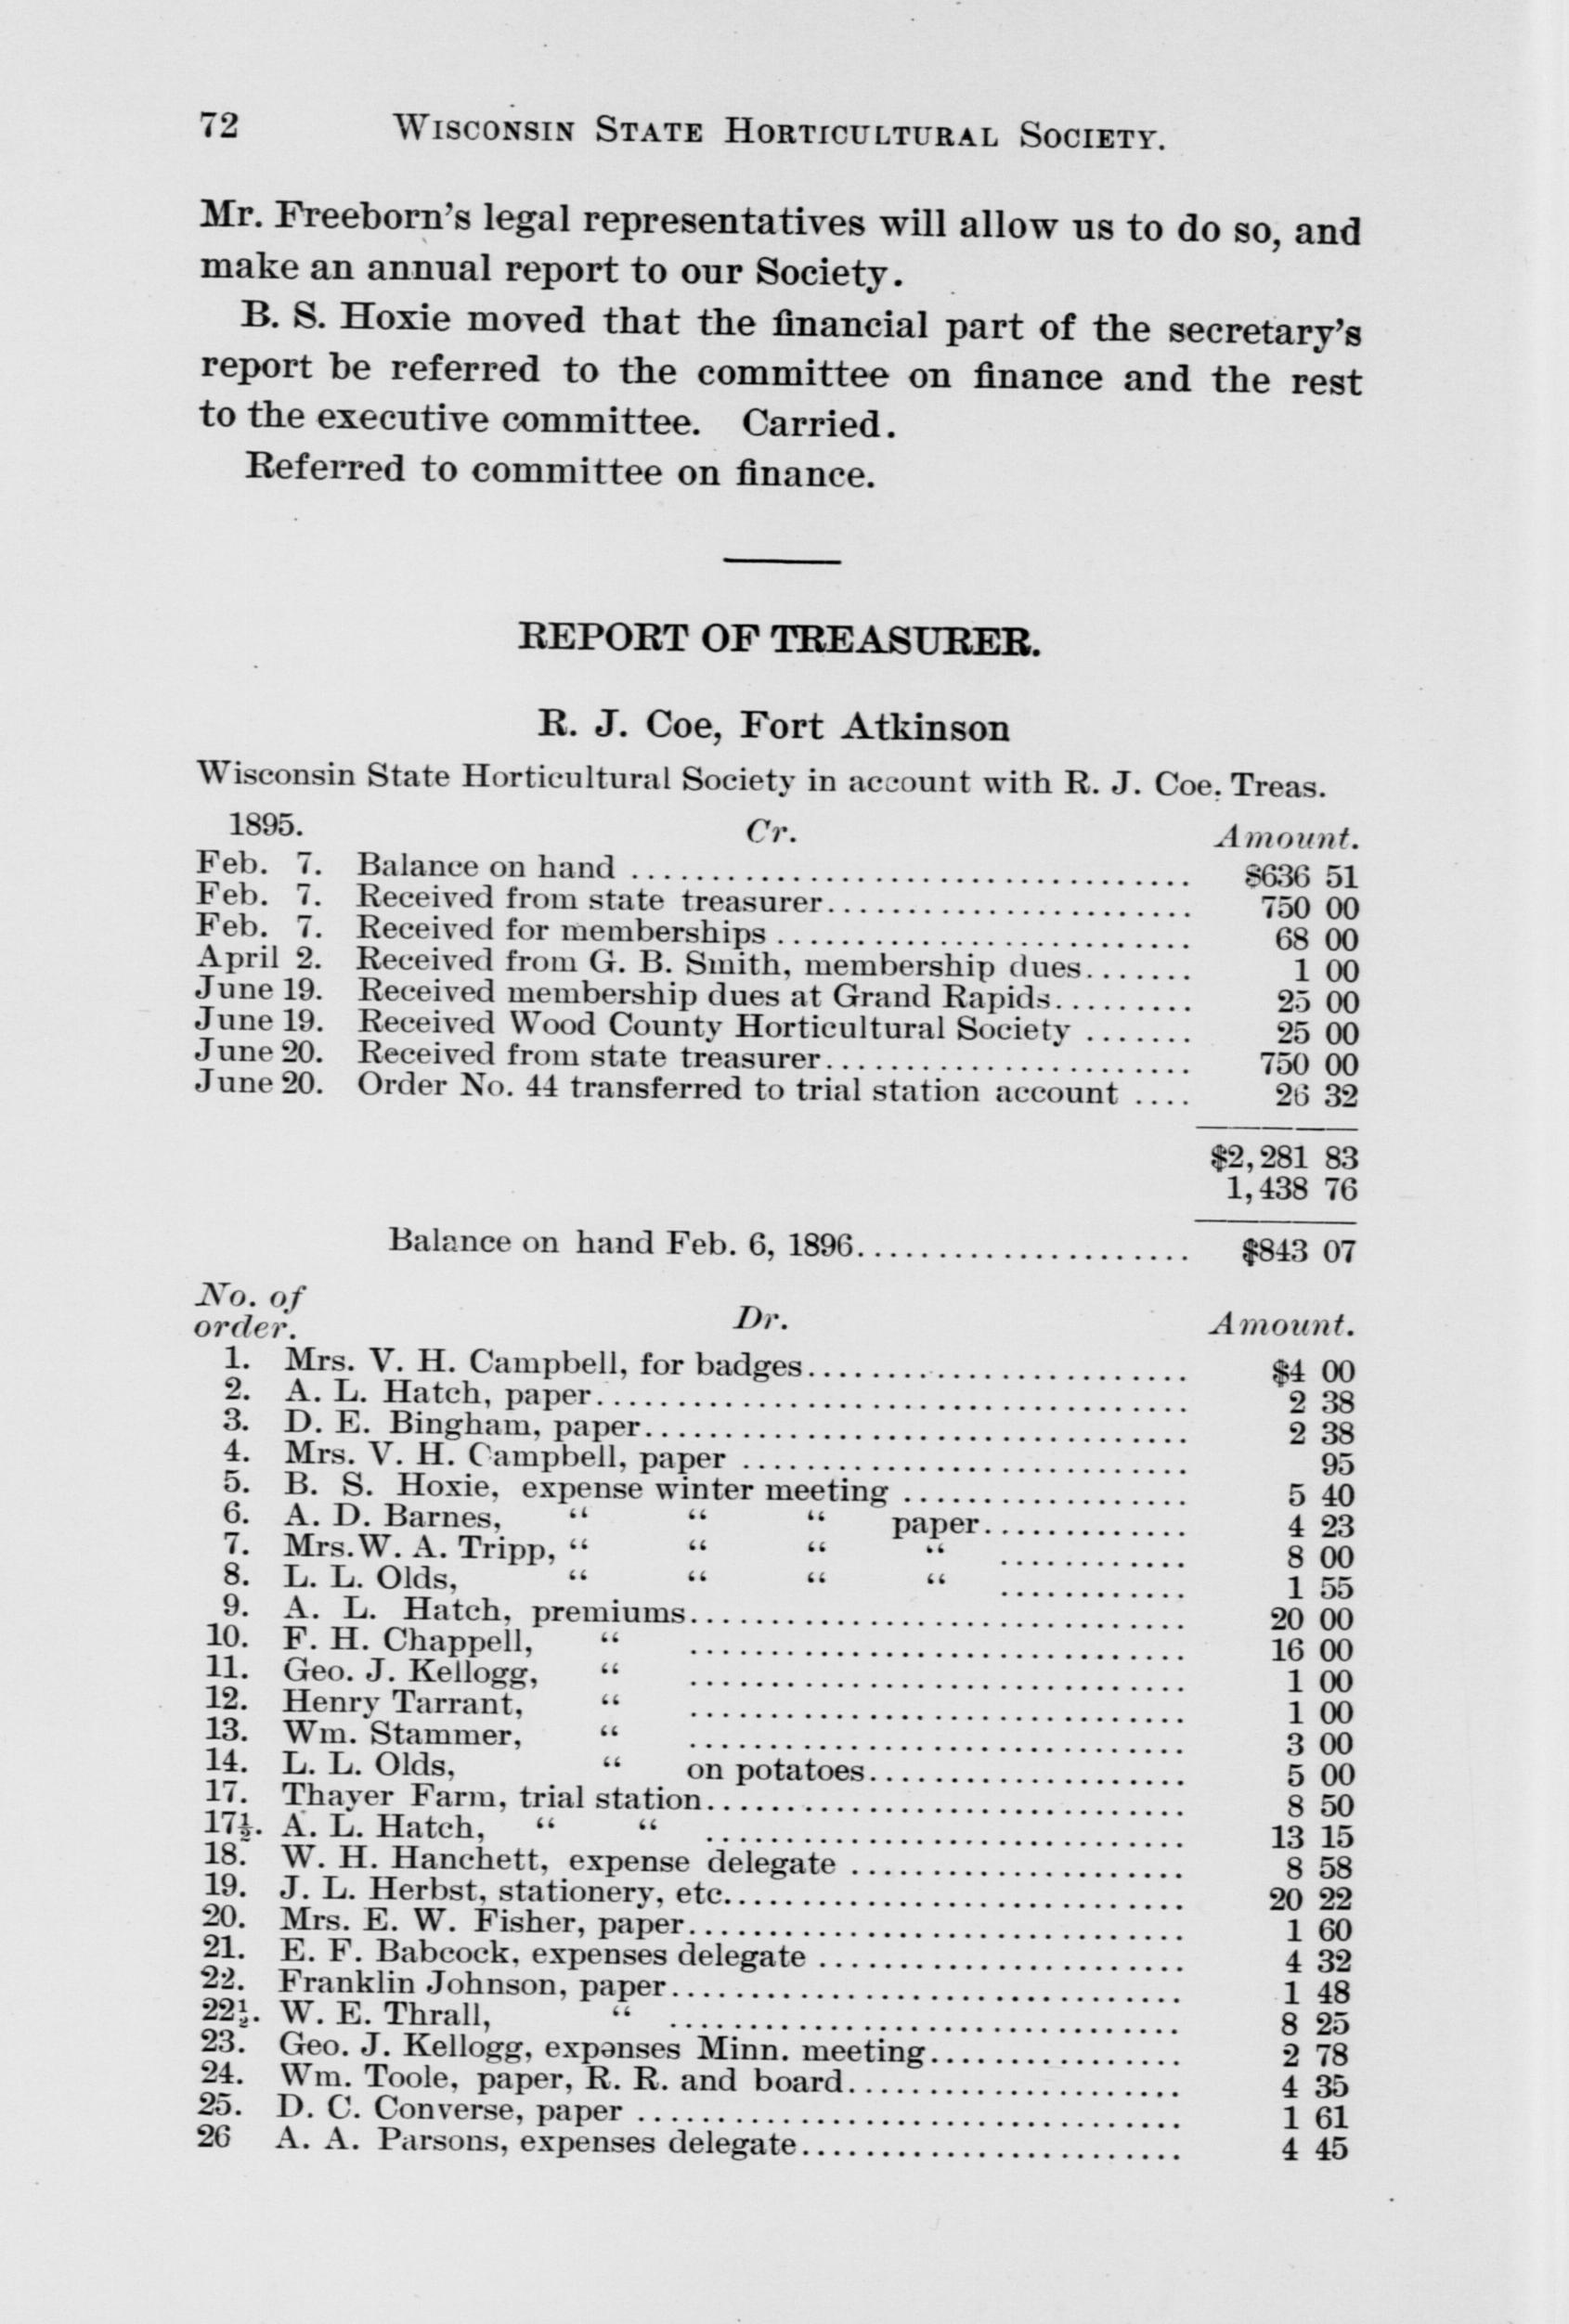 72 WISCONSIN STATE HORTICULTURAL SOCIETY.
Mr. Freeborn's legal representatives will allow us to do so, and
make an annual report to our Society.
B. S. Hoxie moved that the financial part of the secretary's
report be referred to the committee on finance and the rest
to the executive committee. Carried.
Referred to committee on finance.
REPORT OF TREASURER.
R. J. Coe, Fort Atkinson
Wisconsin State Horticultural Society in account with R. J. Coe, Treas.
1895. Cr. Amount.
Feb. 7. Balance on hand .................................... $636 51
Feb. 7. Received from state treasurer....................... 750 00
Feb. 7. Received for memberships .......................... 68 00
April 2. Received from G. B. Smith, membership dues....... 1 00
June 19. Received membership dues at Grand Rapids......... 25 00
June 19. Received Wood County Horticultural Society ....... 25 00
June 20. Received from state treasurer....................... 750 00
June 20. Order No. 44 transferred to trial station account .... 26 32
$2,281 83
1,438 76
Balance on hand Feb. 6, 1896..................... $843 07
No. of
order. Dr. Amount.
1. Mrs. V. H. Campbell, for badges........................ $4 00
2. A. L. Hatch, paper...................................... 2 38
3. D. E. Bingham, paper................................... 2 38
4. Mrs. V. H. Campbell, paper ............................ 95
5. B. S. Hoxie, expense winter meeting .................. 5 40
6. A. D. Barnes, “ “ “ paper............. 4 23
7. Mrs. W. A. Tripp, “ “ “ “ ............ 8 00
8. L. L. Olds, “ “ “ “ ............ 1 55
9. A. L. Hatch, premiums................................ 20 00
10. F. H. Chappell, “ ................................ 16 00
11. Geo. J. Kellogg, “ ................................ 1 00
12. Henry Tarrant, “ ................................ 1 00
13. Wm. Stammer, “ ................................ 3 00
14. L. L. Olds, “ on potatoes.................... 5 00
17. Thayer Farm, trial station.............................. 8 50
17½. A. L. Hatch, “ “ .............................. 13 15
18. W. H. Hanchett, expense delegate ..................... 8 58
19. J. L. Herbst, stationery, etc............................. 20 22
20. Mrs. E. W. Fisher, paper............................... 1 60
21. E. F. Babcock, expenses delegate ....................... 4 32
22. Franklin Johnson, paper................................ 1 48
22½. W. E. Thrall, “ ................................ 8 25
23. Geo. J. Kellogg, expenses Minn. meeting................ 2 78
24. Wm. Toole, paper, R. R. and board..................... 4 35
25. D. C. Converse, paper .................................. 1 61
26 A. A. Parsons, expenses delegate........................ 4 45